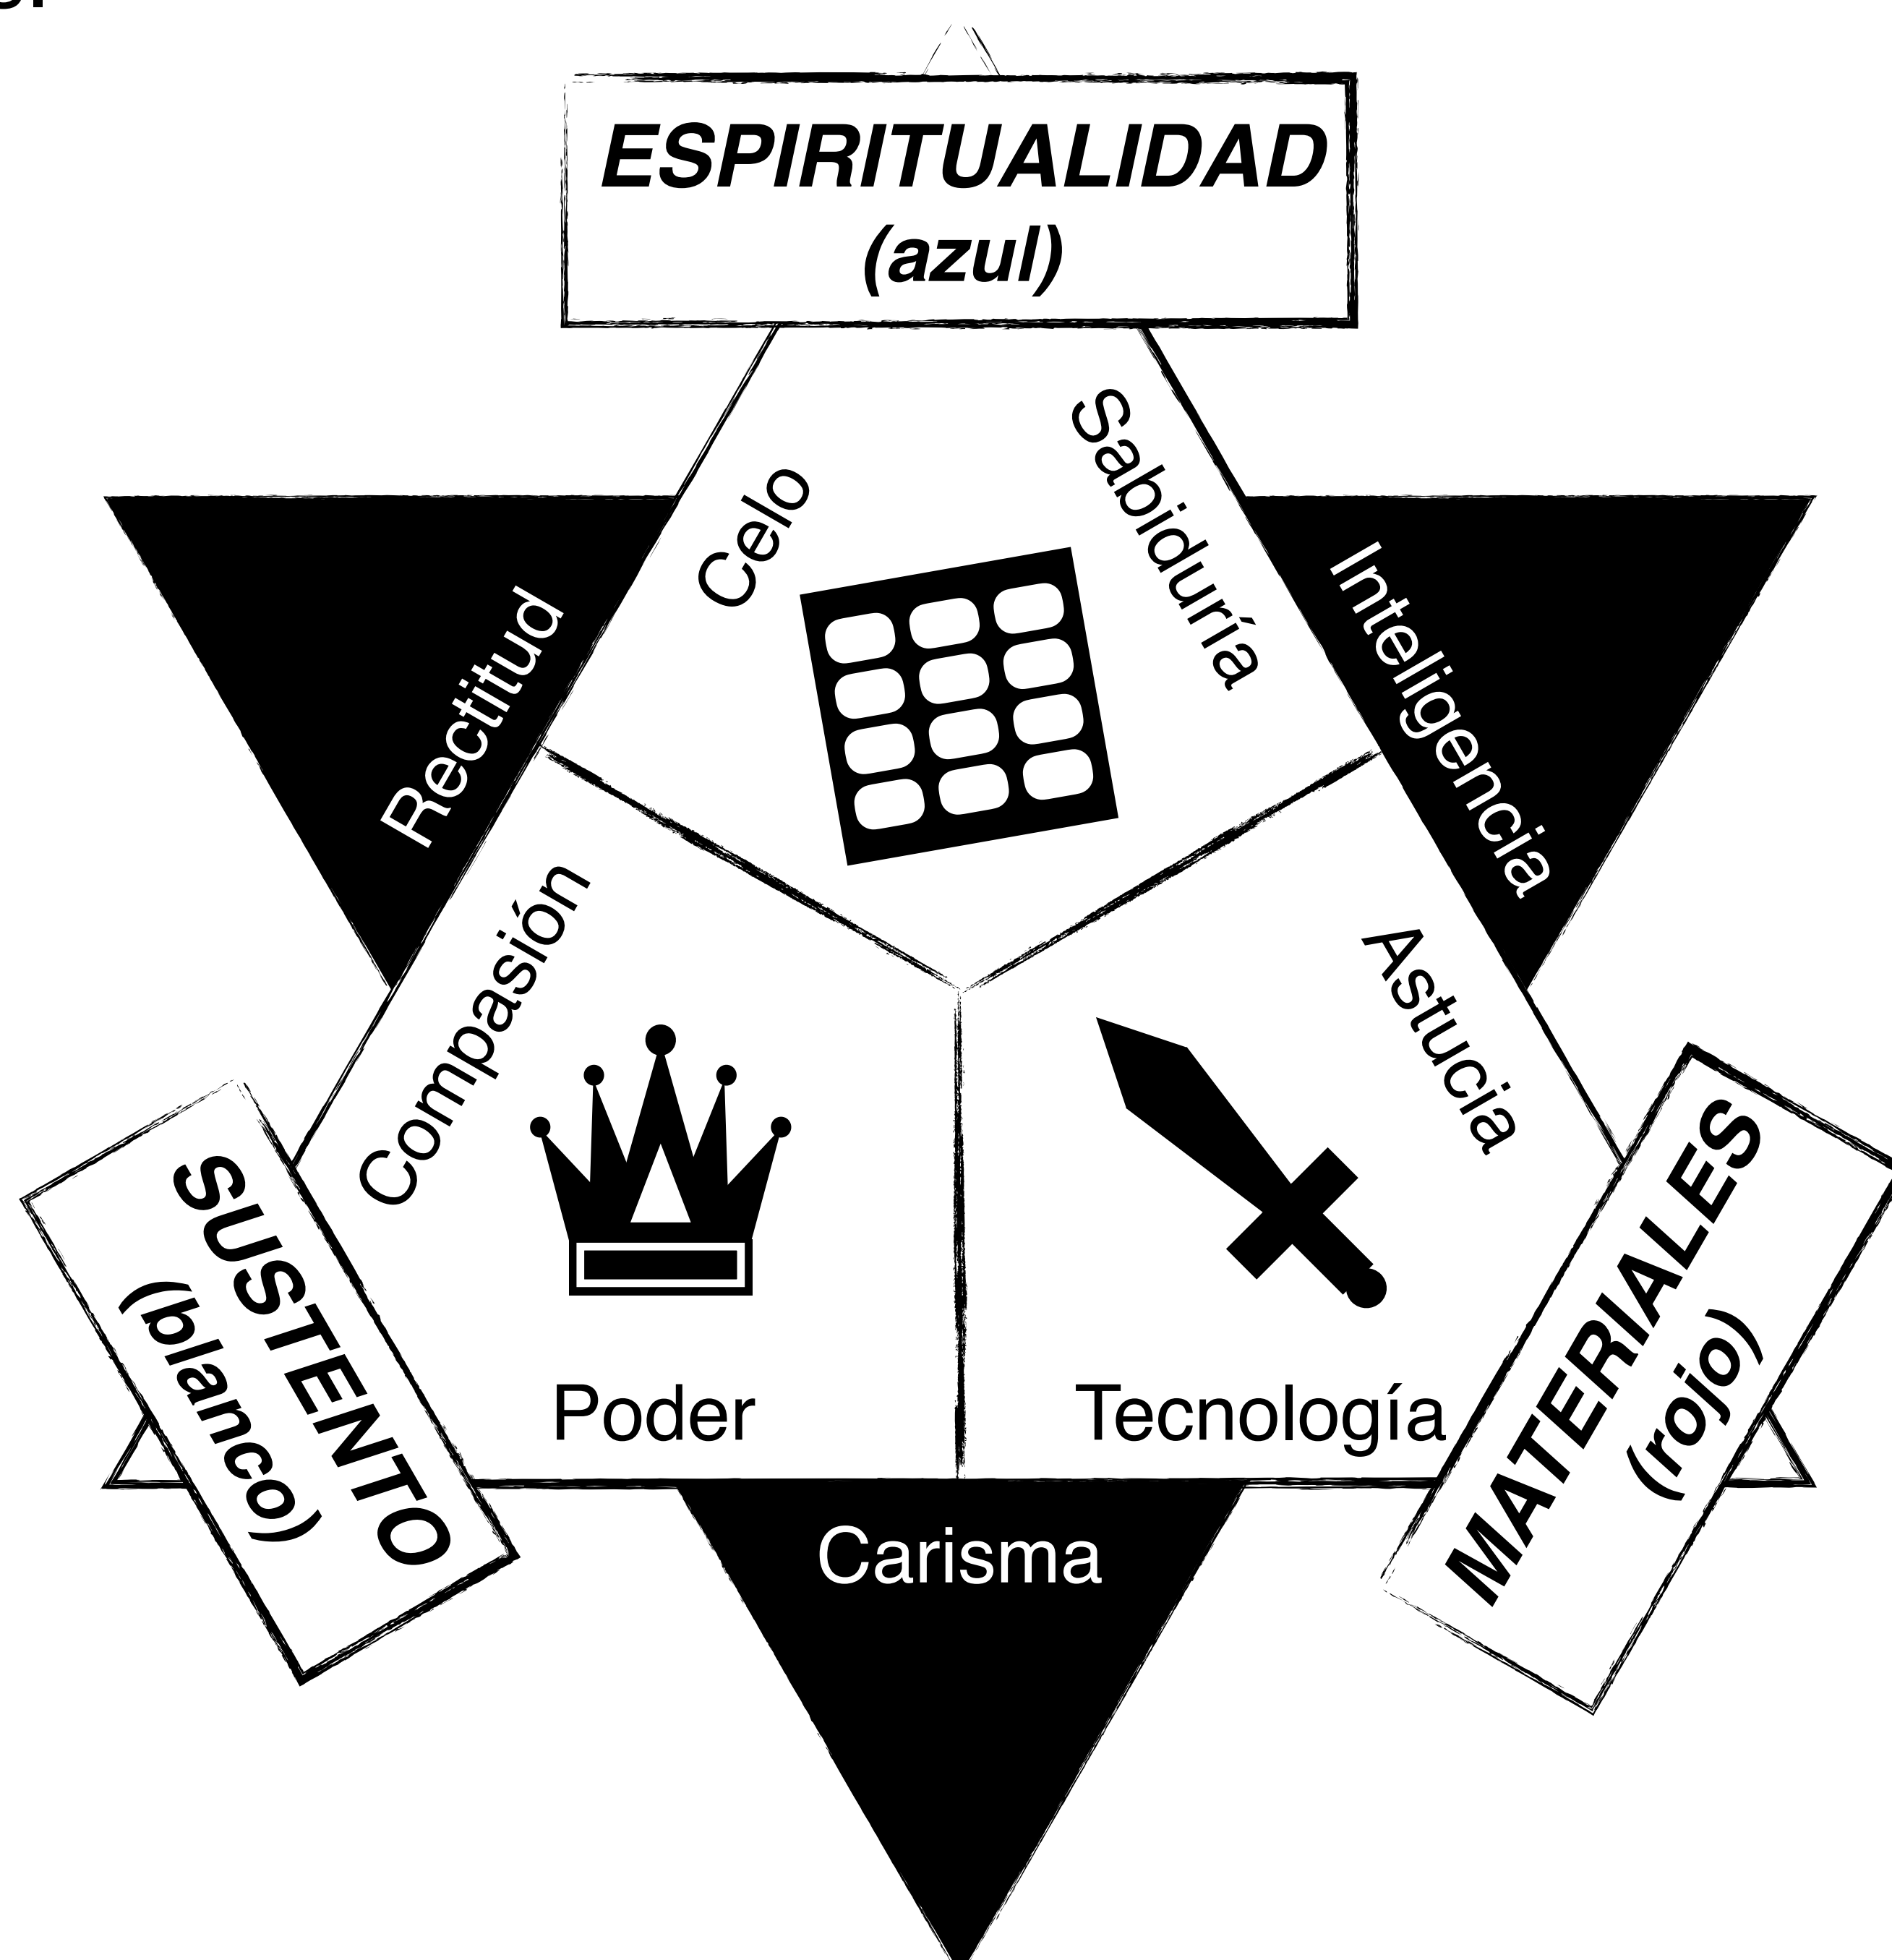 ESPIRITUALIDAD
(azul)
Celo
Sabiduría
Rectitud
Inteligencia
Compasión
Astucia
SUSTENTO
(blanco)
MATERIALES
(rojo)
Poder
Tecnología
Carisma